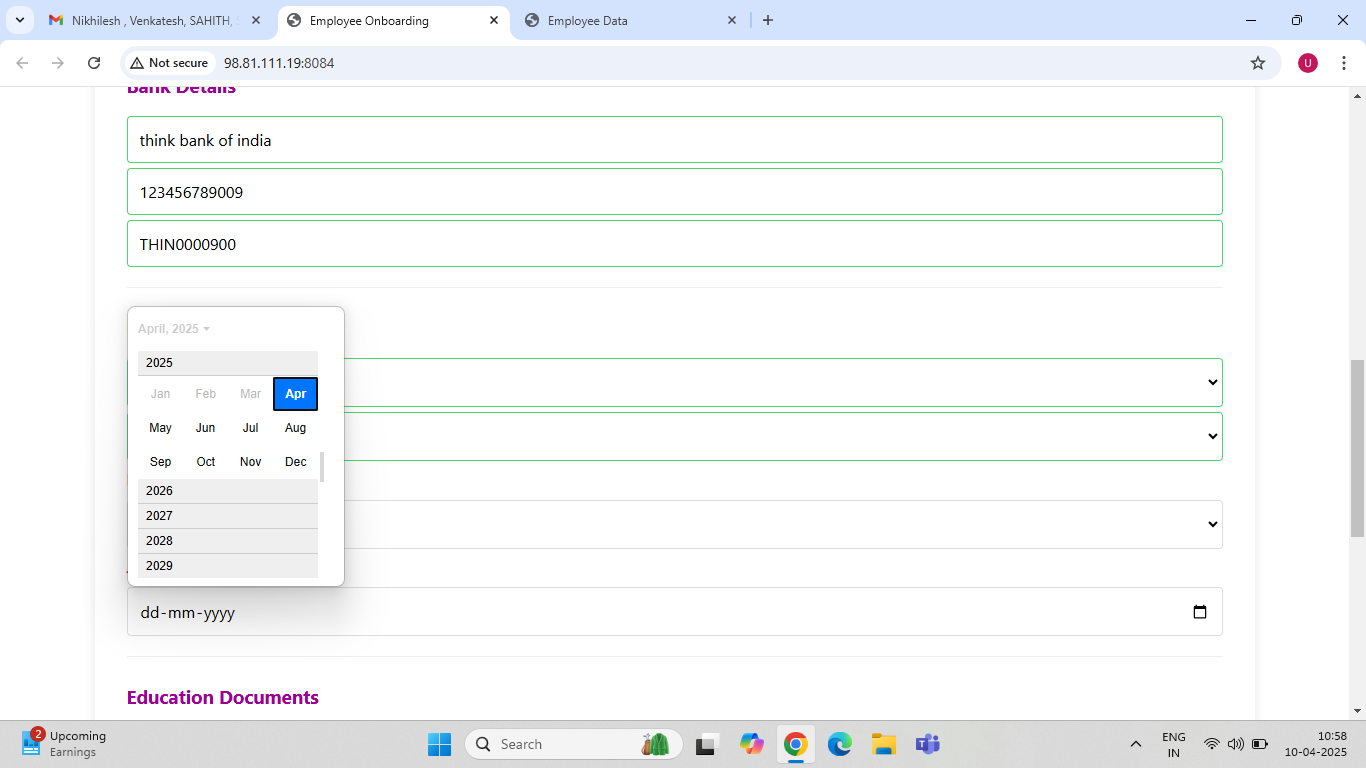 Nikhilesh , Venkatesh, SAHITH,
Employee Onboarding
Employee Data
Not secure
98.81.111.19:8084
U
Bank Details
think bank of india
123456789009
THIN0000900
April, 2025
2025
Jan Feb Mar Apr
May Jun Jul Aug
Sep Oct Nov Dec
2026
2027
2028
2029
dd-mm-yyyy
Education Documents
2
Upcoming
Earnings
Search
ENG
IN
10:58
10-04-2025